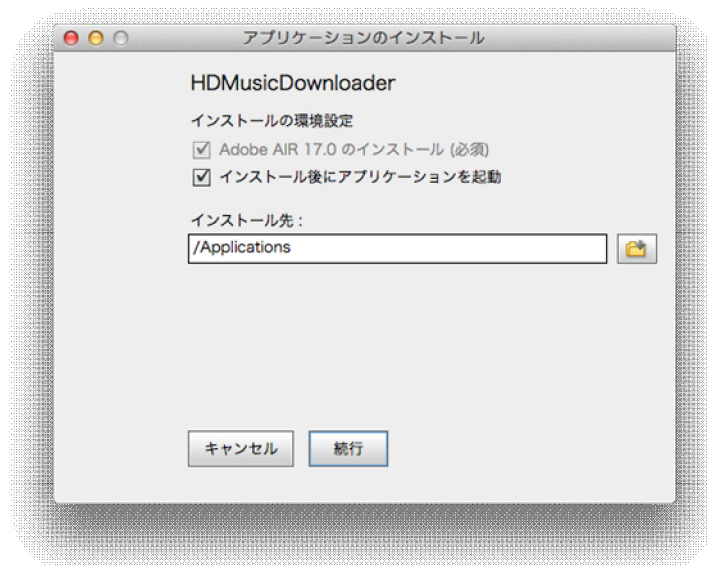 アプリケーションのインストール
HDMusicDownloader
インストールの環境設定
Adobe AIR 17.0 のインストール (必須)
インストール後にアプリケーションを起動
インストール先 :
/Applications
キャンセル
続行